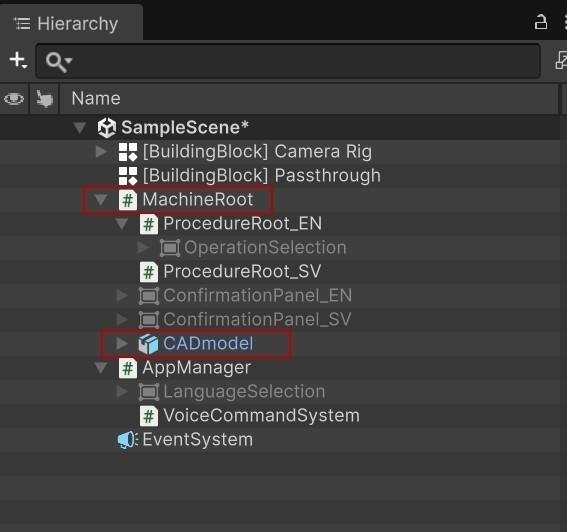 Hierarchy
Name
SampleScene*
[BuildingBlock] Camera Rig
[BuildingBlock] Passthrough
# MachineRoot
# ProcedureRoot_EN
OperationSelection
# ProcedureRoot_SV
ConfirmationPanel_EN
ConfirmationPanel_SV
CADmodel
# AppManager
LanguageSelection
# VoiceCommandSystem
EventSystem